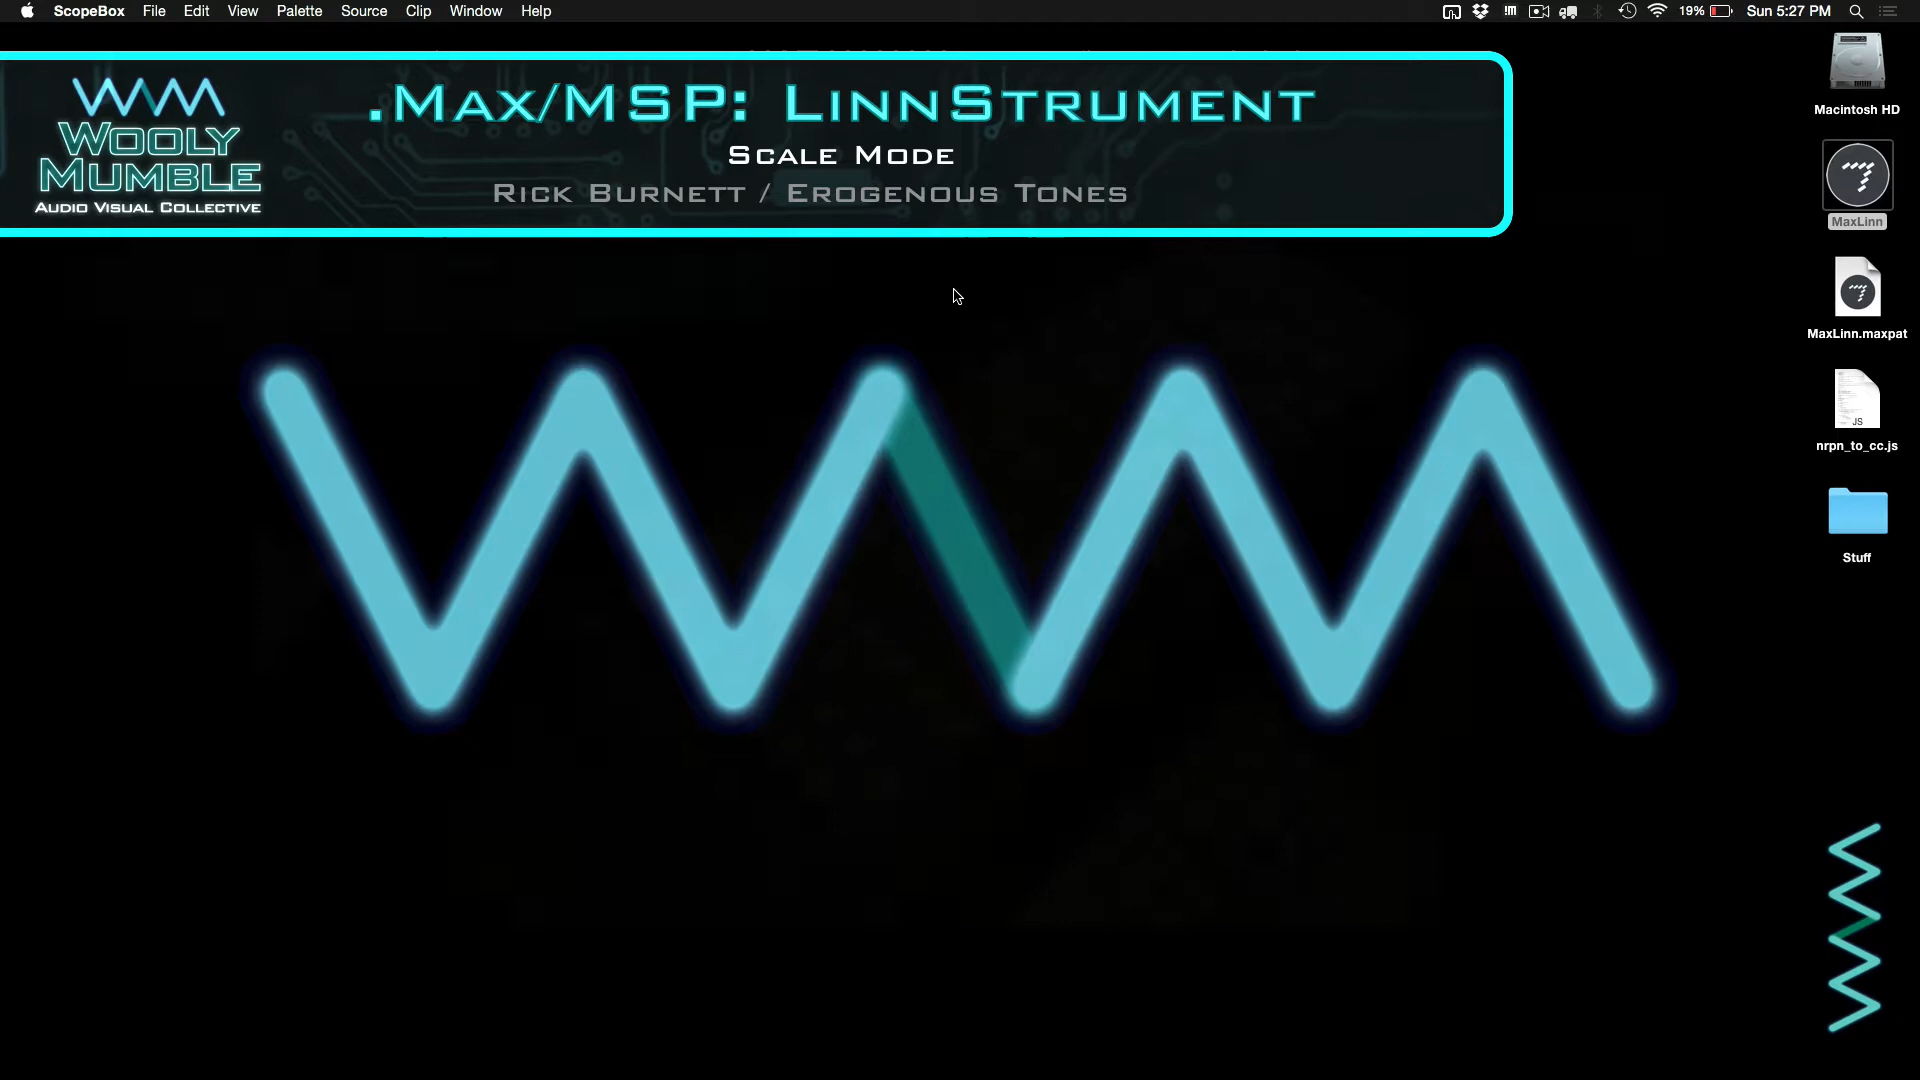 ScopeBox File Edit View Palette Source Clip Window Help 19% Sun 5:27 PM
.Max/MSP: LinnStrument
Scale Mode
Rick Burnett / Erogenous Tones
WMA
Wooly
Mumble
Audio Visual Collective
Macintosh HD
MaxLinn
MaxLinn.maxpat
JS
nrpn_to_cc.js
Stuff